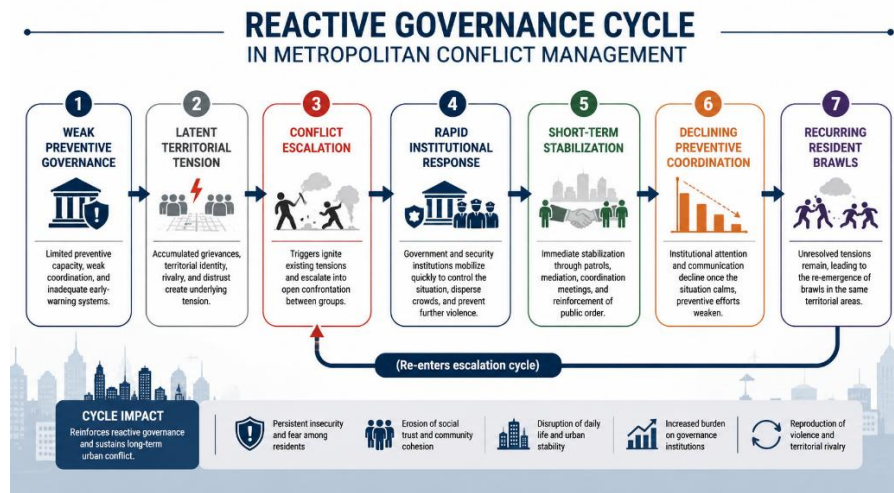 REACTIVE GOVERNANCE CYCLE
IN METROPOLITAN CONFLICT MANAGEMENT
1
WEAK
PREVENTIVE
GOVERNANCE
Limited preventive
capacity, weak
coordination, and
inadequate early-
warning systems.
2
LATENT
TERRITORIAL
TENSION
Accumulated grievances,
territorial identity,
rivalry, and distrust
create underlying
tension.
3
CONFLICT
ESCALATION
Triggers ignite
existing tensions
and escalate into
open confrontation
between groups.
4
RAPID
INSTITUTIONAL
RESPONSE
Government and security
institutions mobilize
quickly to control the
situation, disperse
crowds, and prevent
further violence.
5
SHORT-TERM
STABILIZATION
Immediate stabilization
through patrols,
mediation, coordination
meetings, and
reinforcement of
public order.
6
DECLINING
PREVENTIVE
COORDINATION
Institutional attention
and communication
decline once the
situation calms,
preventive efforts
weaken.
7
RECURRING
RESIDENT
BRAWLS
Unresolved tensions
remain, leading to
the re-emergence of
brawls in the same
territorial areas.
(Re-enters escalation cycle)
CYCLE IMPACT
Reinforces reactive governance
and sustains long-term
urban conflict.
Persistent insecurity
and fear among
residents
Erosion of social
trust and community
cohesion
Disruption of daily
life and urban
stability
Increased burden
on governance
institutions
Reproduction of
violence and
territorial rivalry